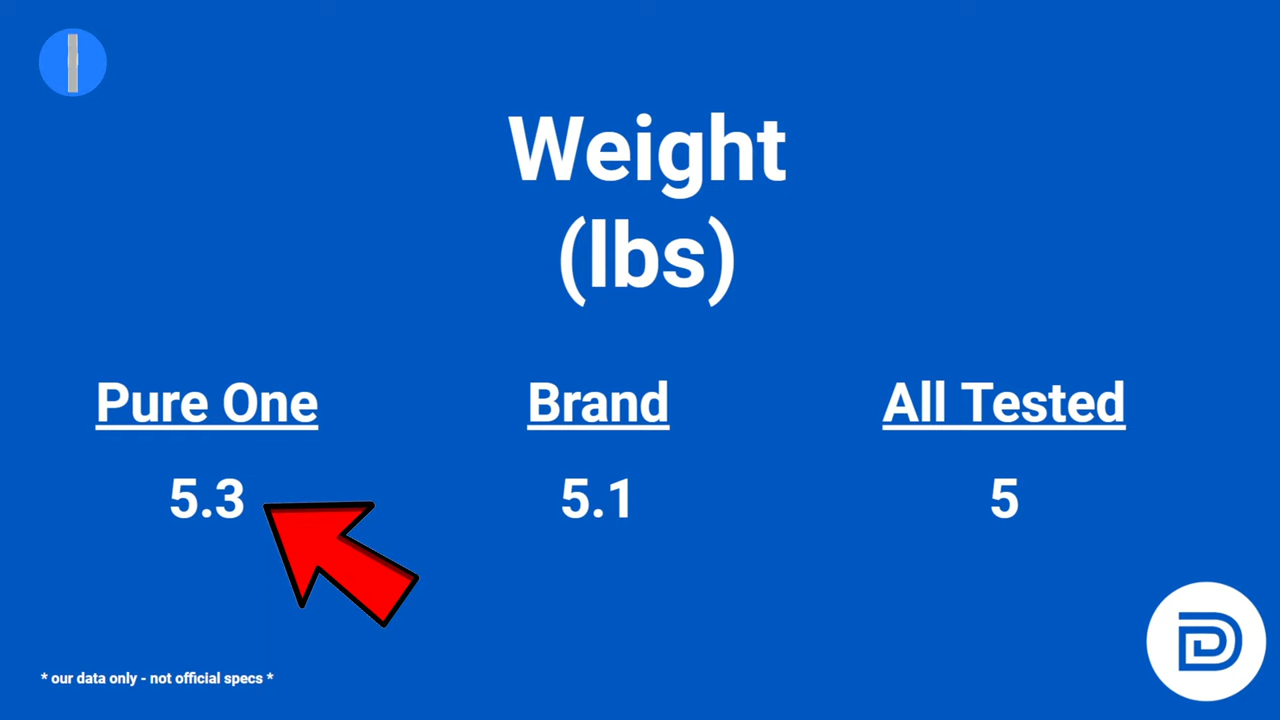 Weight
(lbs)
Pure One
Brand
All Tested
5.3
5.1
5
* our data only - not official specs *